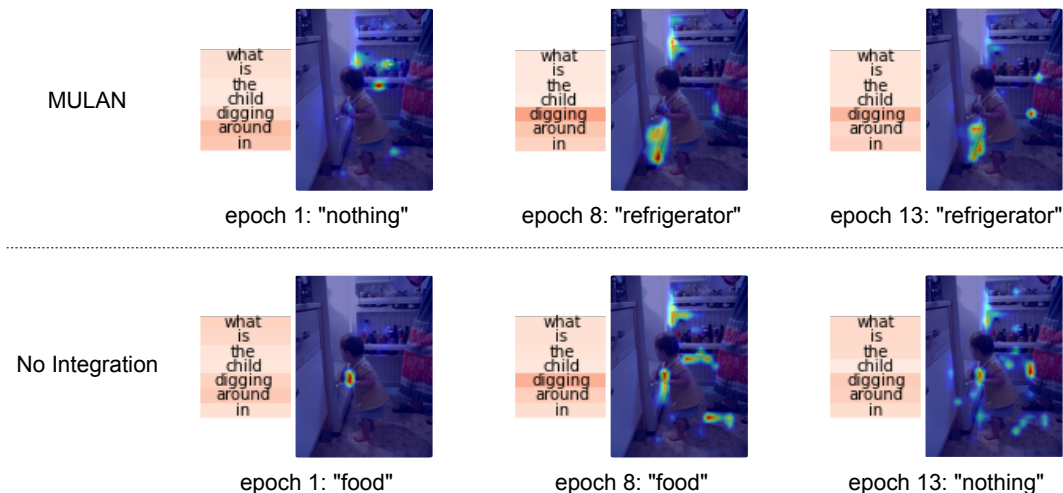 MULAN
what
is
the
child
digging
around
in
what
is
the
child
digging
around
in
what
is
the
child
digging
around
in
epoch 1: "nothing"
epoch 8: "refrigerator"
epoch 13: "refrigerator"
No Integration
what
is
the
child
digging
around
in
what
is
the
child
digging
around
in
what
is
the
child
digging
around
in
epoch 1: "food"
epoch 8: "food"
epoch 13: "nothing"